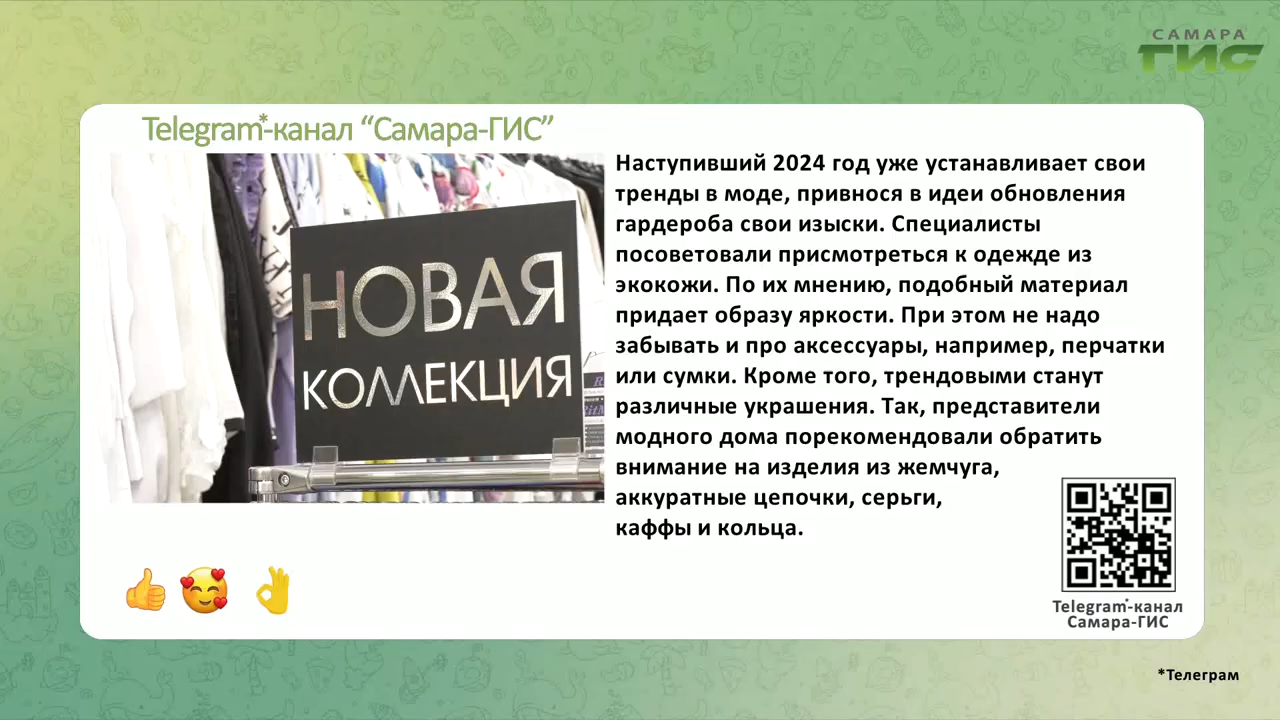 САМАРА
ГИС
Telegram*-канал “Самара-ГИС”
НОВАЯ
КОЛЛЕКЦИЯ
Наступивший 2024 год уже устанавливает свои
тренды в моде, привнося в идеи обновления
гардероба свои изыски. Специалисты
посоветовали присмотреться к одежде из
экокожи. По их мнению, подобный материал
придает образу яркости. При этом не надо
забывать и про аксессуары, например, перчатки
или сумки. Кроме того, трендовыми станут
различные украшения. Так, представители
модного дома порекомендовали обратить
внимание на изделия из жемчуга,
аккуратные цепочки, серьги,
каффы и кольца.
Telegram*-канал
Самара-ГИС
*Телеграм